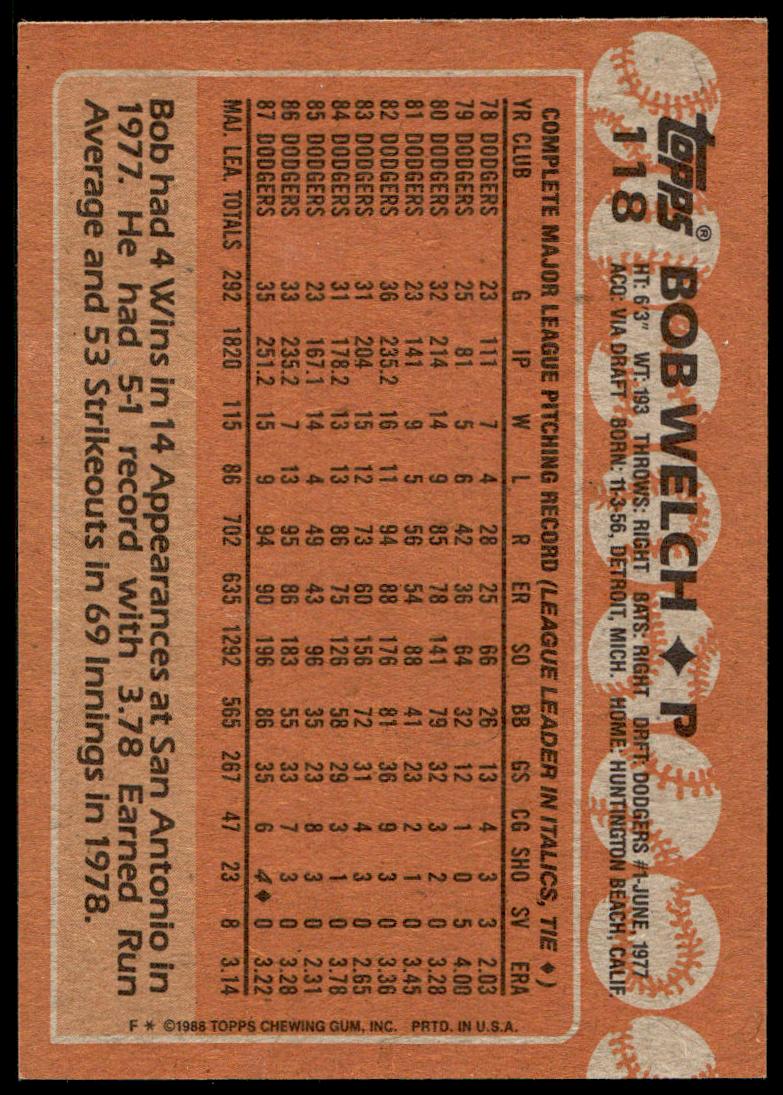 topps® BOB WELCH ♦ P
118 HT: 6'3" WT: 193 THROWS: RIGHT BATS: RIGHT DRFT: DODGERS #1-JUNE, 1977
ACQ: VIA DRAFT BORN: 11-3-56, DETROIT, MICH. HOME: HUNTINGTON BEACH, CALIF.
COMPLETE MAJOR LEAGUE PITCHING RECORD (LEAGUE LEADER IN ITALICS, TIE ♦)
YR CLUB G IP W L R ER SO BB GS CG SHO SV ERA
78 DODGERS 23 111 7 4 28 25 66 26 13 4 3 3 2.03
79 DODGERS 25 81 5 6 42 36 64 32 12 1 0 5 4.00
80 DODGERS 32 214 14 9 85 78 141 79 32 3 2 0 3.28
81 DODGERS 23 141 9 5 56 54 88 41 23 2 1 0 3.45
82 DODGERS 36 235.2 16 11 94 88 176 81 36 9 3 0 3.36
83 DODGERS 31 204 15 12 73 60 156 72 31 4 3 0 2.65
84 DODGERS 31 178.2 13 13 86 75 126 58 29 3 1 0 3.78
85 DODGERS 23 167.1 14 4 49 43 96 35 23 8 3 0 2.31
86 DODGERS 33 235.2 7 13 95 86 183 55 33 7 3 0 3.28
87 DODGERS 35 251.2 15 9 94 90 196 86 35 6 4♦ 0 3.22
MAJ. LEA. TOTALS 292 1820 115 86 702 635 1292 565 267 47 23 8 3.14
Bob had 4 Wins in 14 Appearances at San Antonio in
1977. He had 5-1 record with 3.78 Earned Run
Average and 53 Strikeouts in 69 Innings in 1978.
F * ©1988 TOPPS CHEWING GUM, INC. PRTD. IN U.S.A.